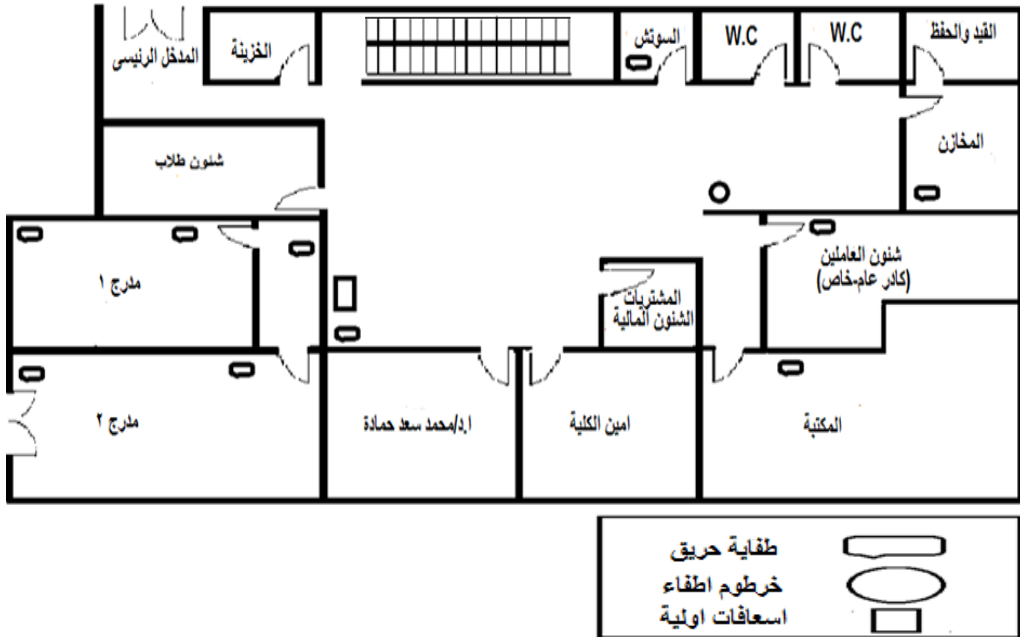 المدخل الرئيسى
الخزينة
السوتش
W.C
W.C
القيد والحفظ
المخازن
شئون طلاب
مدرج ١
شئون العاملين
(كادر عام-خاص)
المشتريات
الشئون المالية
مدرج ٢
ا.د/محمد سعد حمادة
امين الكلية
المكتبة
طفاية حريق
خرطوم اطفاء
اسعافات اولية